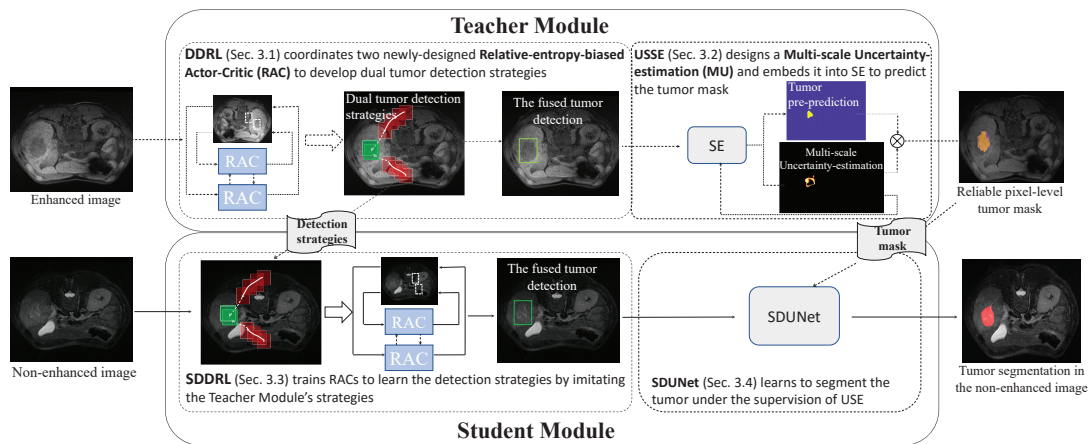 Teacher Module
DDRL (Sec. 3.1) coordinates two newly-designed Relative-entropy-biased
Actor-Critic (RAC) to develop dual tumor detection strategies
USSE (Sec. 3.2) designs a Multi-scale Uncertainty-
estimation (MU) and embeds it into SE to predict
the tumor mask
Dual tumor detection
strategies
The fused tumor
detection
Tumor
pre-prediction
RAC
RAC
SE
Multi-scale
Uncertainty-estimation
Enhanced image
Reliable pixel-level
tumor mask
Detection
strategies
Tumor
mask
The fused tumor
detection
RAC
RAC
SDUNet
Non-enhanced image
SDDRL (Sec. 3.3) trains RACs to learn the detection strategies by imitating
the Teacher Module's strategies
SDUNet (Sec. 3.4) learns to segment the
tumor under the supervision of USE
Tumor segmentation in
the non-enhanced image
Student Module